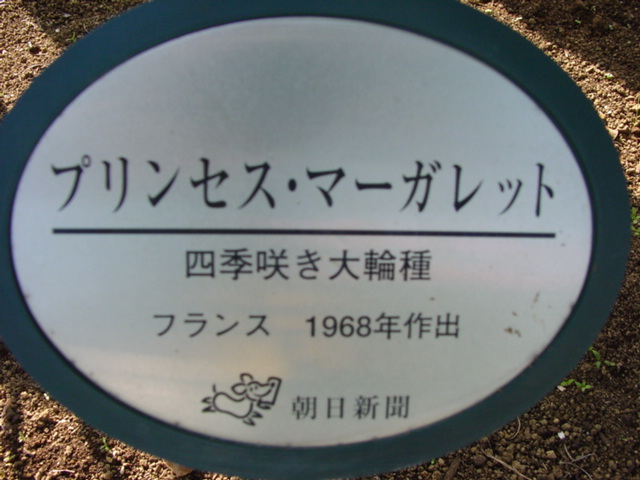 プリンセス・マーガレット
四季咲き大輪種
フランス　1968年作出
朝日新聞